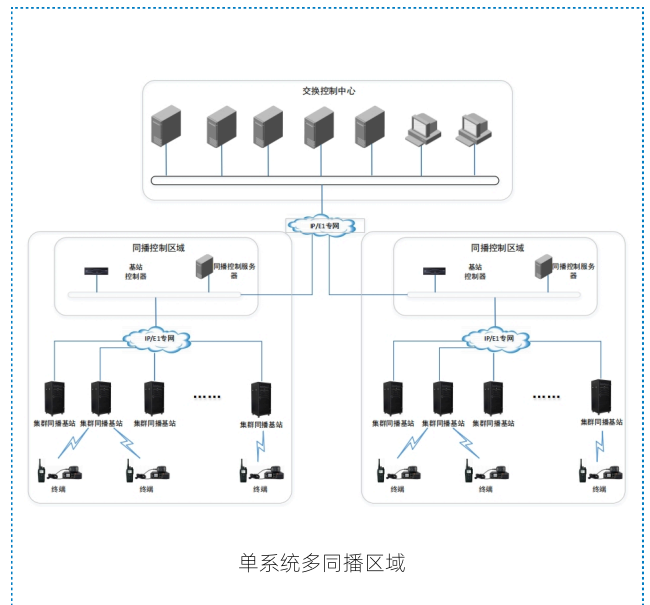 交换控制中心
IP/E1专网
同播控制区域
基站
控制器
同播控制服务
器
IP/E1专网
集群同播基站
集群同播基站
集群同播基站
......
集群同播基站
终端
终端
终端
同播控制区域
基站
控制器
同播控制服务
器
IP/E1专网
集群同播基站
集群同播基站
集群同播基站
......
集群同播基站
终端
终端
终端
单系统多同播区域